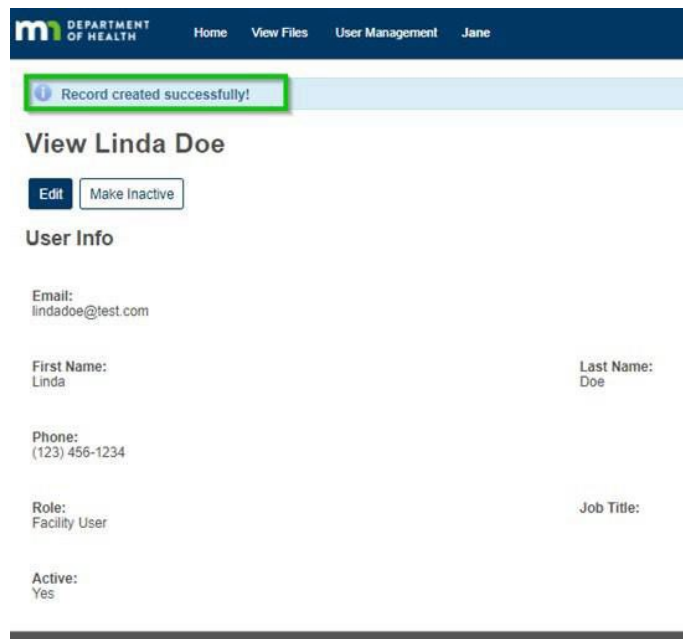 DEPARTMENT
OF HEALTH
Home View Files User Management Jane
Record created successfully!
View Linda Doe
Edit Make Inactive
User Info
Email:
lindadoe@test.com
First Name: Last Name:
Linda Doe
Phone:
(123) 456-1234
Role: Job Title:
Facility User
Active:
Yes